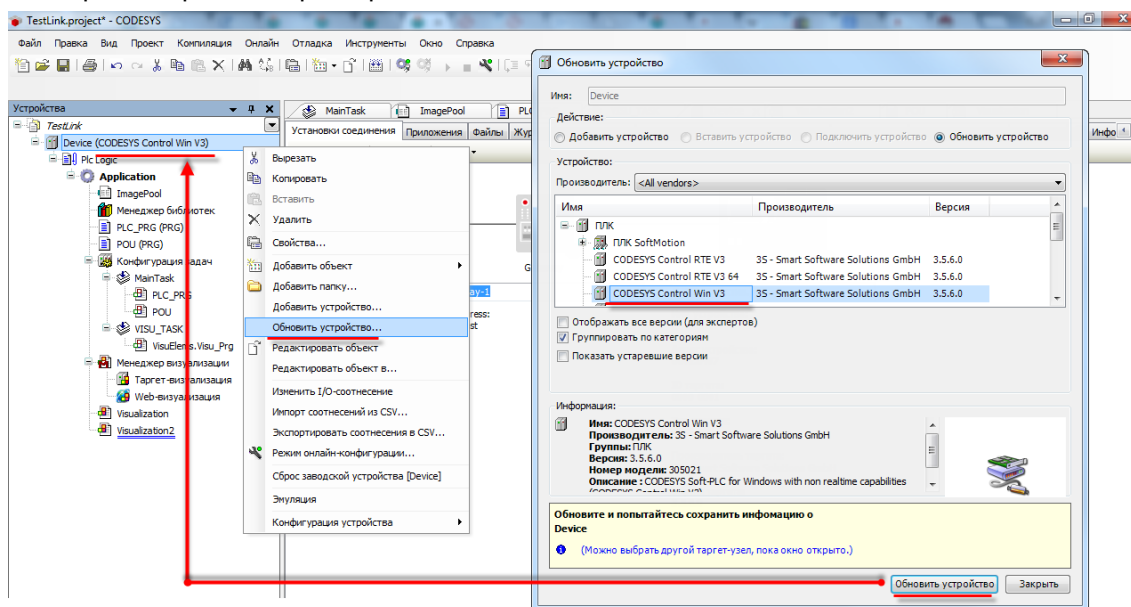 TestLink.project* - CODESYS
Файл Правка Вид Проект Компиляция Онлайн Отладка Инструменты Окно Справка
Устройства
TestLink
Device (CODESYS Control Win V3)
Plc Logic
Application
ImagePool
Менеджер библиотек
PLC_PRG (PRG)
POU (PRG)
Конфигурация задач
MainTask
PLC_PRG
POU
VISU_TASK
VisuElems.Visu_Prg
Менеджер визуализации
Таргет-визуализация
Web-визуализация
Visualization
Visualization2
MainTask ImagePool PL
Установки соединения Приложения Файлы Жур
Инфо
ay-1
ress:
st
G
Вырезать
Копировать
Вставить
Удалить
Свойства...
Добавить объект
Добавить папку...
Добавить устройство...
Обновить устройство...
Редактировать объект
Редактировать объект в...
Изменить I/O-соотнесение
Импорт соотнесений из CSV...
Экспортировать соотнесения в CSV...
Режим онлайн-конфигурации...
Сброс заводской устройства [Device]
Эмуляция
Конфигурация устройства
Обновить устройство
Имя: Device
Действие:
Добавить устройство Вставить устройство Подключить устройство Обновить устройство
Устройство:
Производитель: <All vendors>
Имя Производитель Версия
ПЛК
ПЛК SoftMotion
CODESYS Control RTE V3 3S - Smart Software Solutions GmbH 3.5.6.0
CODESYS Control RTE V3 64 3S - Smart Software Solutions GmbH 3.5.6.0
CODESYS Control Win V3 3S - Smart Software Solutions GmbH 3.5.6.0
Отображать все версии (для экспертов)
Группировать по категориям
Показать устаревшие версии
Информация:
Имя: CODESYS Control Win V3
Производитель: 3S - Smart Software Solutions GmbH
Группы: ПЛК
Версия: 3.5.6.0
Номер модели: 305021
Описание : CODESYS Soft-PLC for Windows with non realtime capabilities
(CODESYS Control Win V3)
Обновите и попытайтесь сохранить инфомацию о
Device
(Можно выбрать другой таргет-узел, пока окно открыто.)
Обновить устройство Закрыть